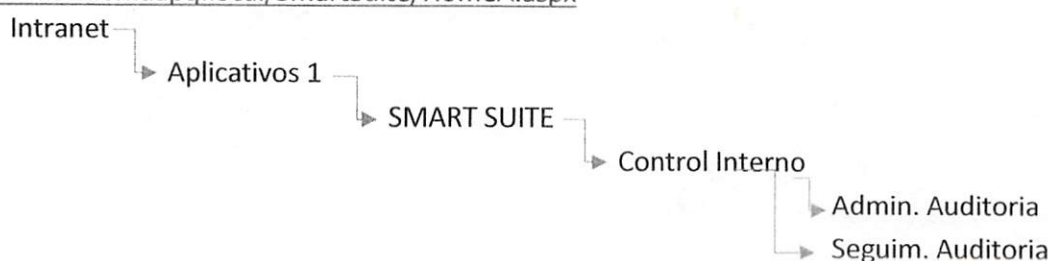 Intranet
Aplicativos 1
SMART SUITE
Control Interno
Admin. Auditoria
Seguim. Auditoria